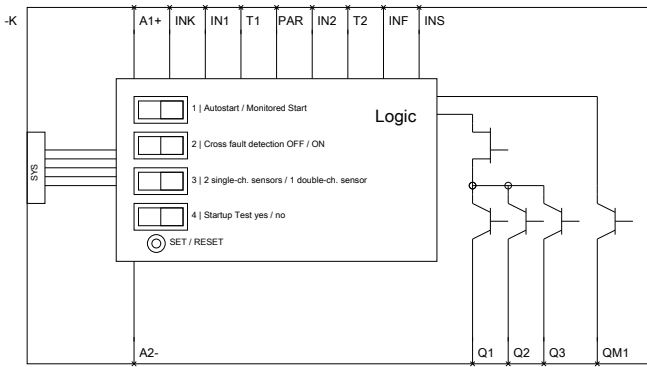 -K A1+ INK IN1 T1 PAR IN2 T2 INF INS
1 | Autostart / Monitored Start
Logic
2 | Cross fault detection OFF / ON
SYS
3 | 2 single-ch. sensors / 1 double-ch. sensor
4 | Startup Test yes / no
SET / RESET
A2- Q1 Q2 Q3 QM1